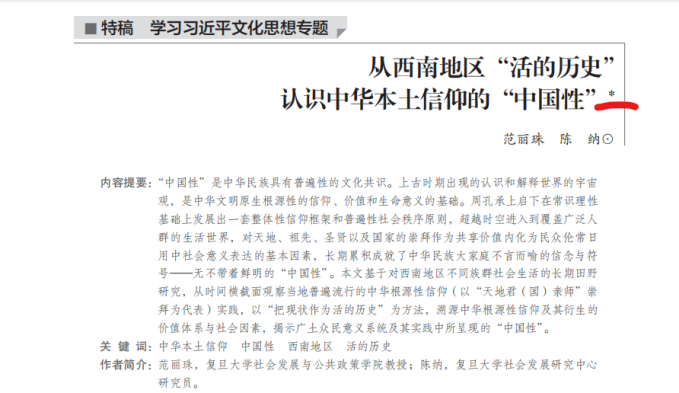 ■ 特稿 学习习近平文化思想专题
从西南地区“活的历史”
认识中华本土信仰的“中国性”*
范丽珠 陈 纳⊙
内容提要：“中国性”是中华民族具有普遍性的文化共识。上古时期出现的认识和解释世界的宇宙
观，是中华文明原生根源性的信仰、价值和生命意义的基础。周孔承上启下在常识理性
基础上发展出一套整体性信仰框架和普遍性社会秩序原则，超越时空进入到覆盖广泛人
群的生活世界，对天地、祖先、圣贤以及国家的崇拜作为共享价值内化为民众伦常日
用中社会意义表达的基本因素，长期累积成就了中华民族大家庭不言而喻的信念与符
号——无不带着鲜明的“中国性”。本文基于对西南地区不同族群社会生活的长期田野
研究，从时间横截面观察当地普遍流行的中华根源性信仰（以“天地君（国）亲师”崇
拜为代表）实践，以“把现状作为活的历史”为方法，溯源中华根源性信仰及其衍生的
价值体系与社会因素，揭示广土众民意义系统及其实践中所呈现的“中国性”。
关 键 词：中华本土信仰 中国性 西南地区 活的历史
作者简介：范丽珠，复旦大学社会发展与公共政策学院教授；陈纳，复旦大学社会发展研究中心
研究员。